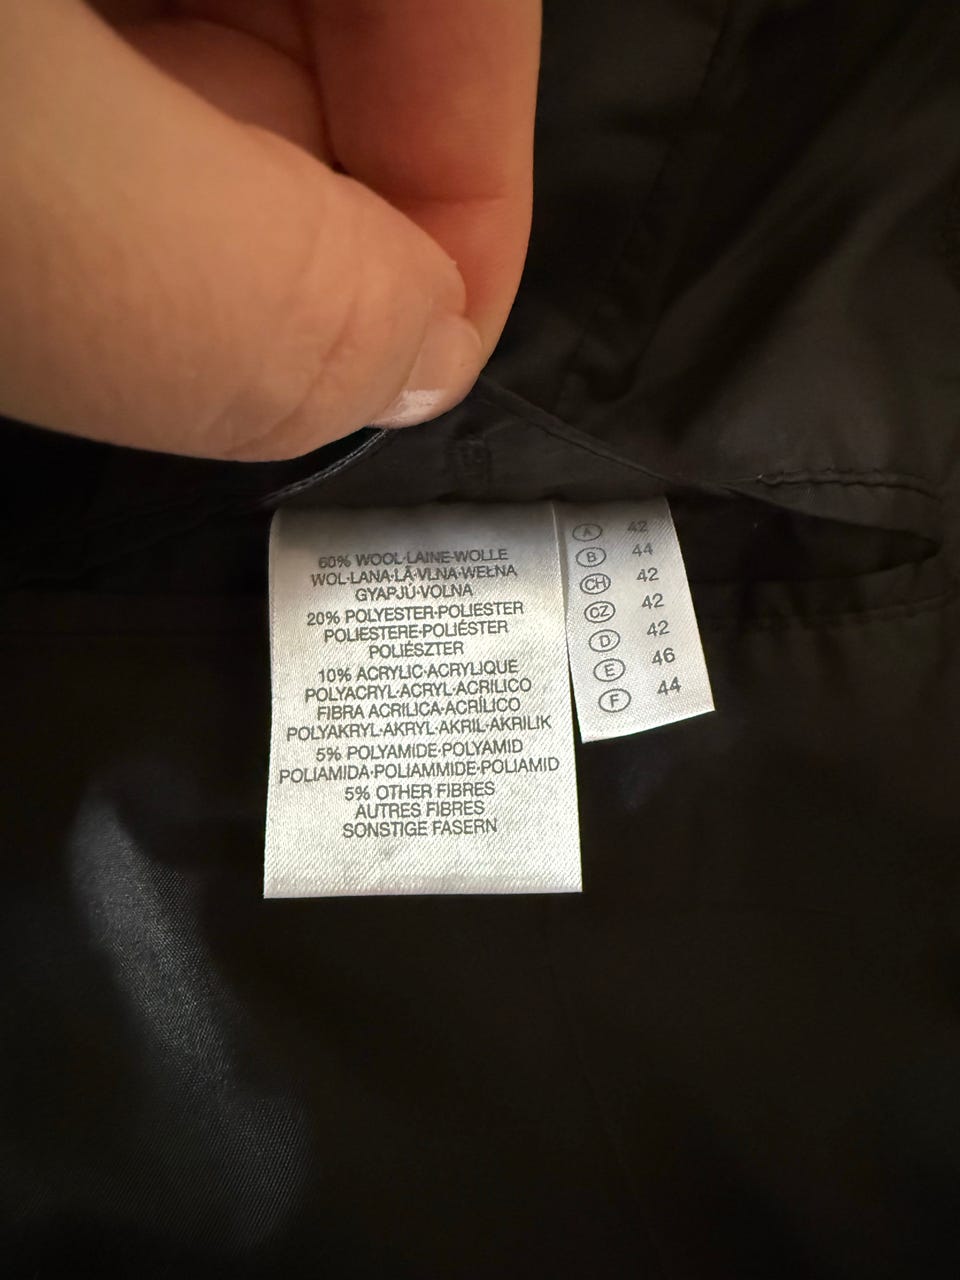 60% WOOL·LAINE·WOLLE
WOL·LANA·LÃ·VLNA·WEŁNA
GYAPJÚ·VOLNA
20% POLYESTER·POLIESTER
POLIESTERE·POLIÉSTER
POLIÉSZTER
10% ACRYLIC·ACRYLIQUE
POLYACRYL·ACRYL·ACRILICO
FIBRA ACRILICA·ACRÍLICO
POLYAKRYL·AKRYL·AKRIL·AKRILIK
5% POLYAMIDE·POLYAMID
POLIAMIDA·POLIAMMIDE·POLIAMID
5% OTHER FIBRES
AUTRES FIBRES
SONSTIGE FASERN
A 42
B 44
CH 42
CZ 42
D 42
E 46
F 44